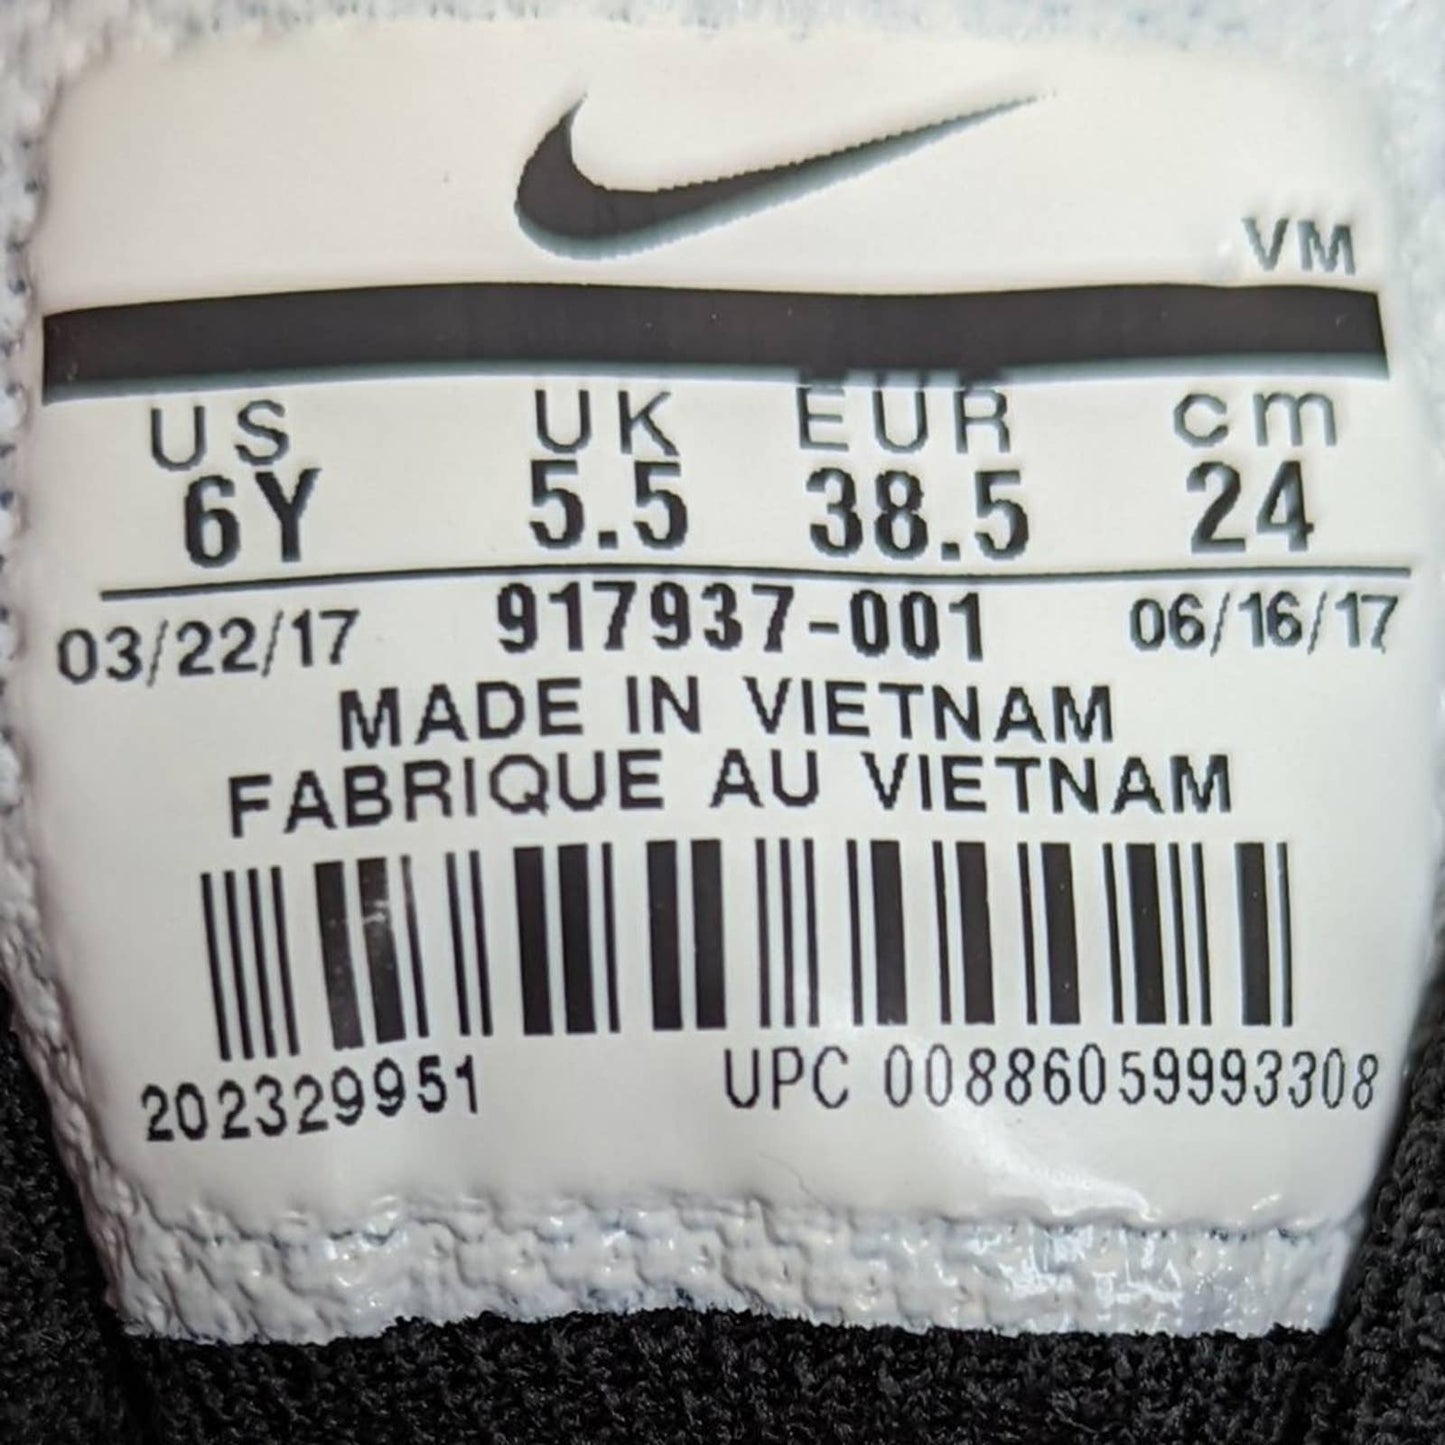 VM
US UK EUR cm
6Y 5.5 38.5 24
03/22/17 917937-001 06/16/17
MADE IN VIETNAM
FABRIQUE AU VIETNAM
202329951 UPC 00886059993308